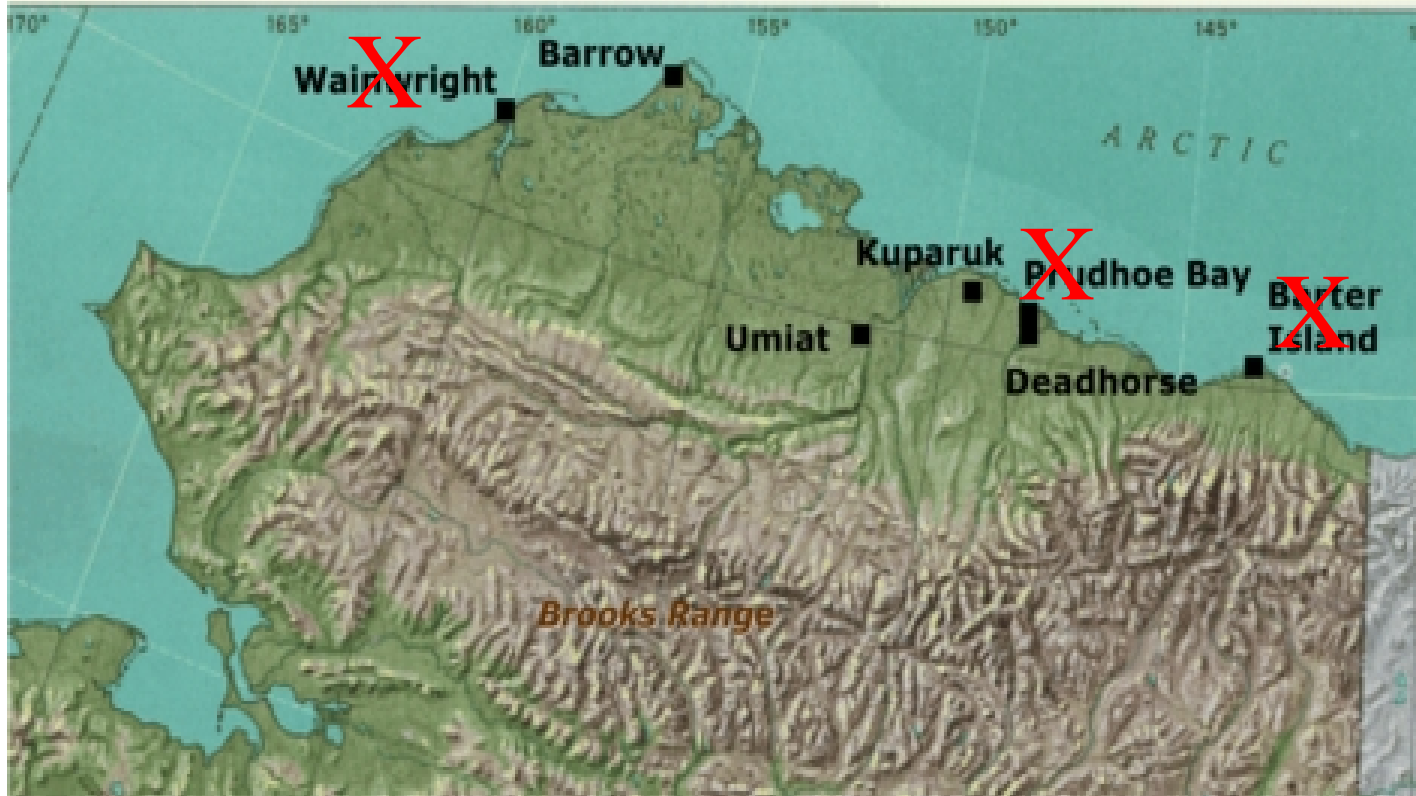 170° 165° 160° 155° 150° 145°
Barrow
Wainwright
X
ARCTIC
Kuparuk
X
Prudhoe Bay
Barter
X
Island
Umiat
Deadhorse
Brooks Range